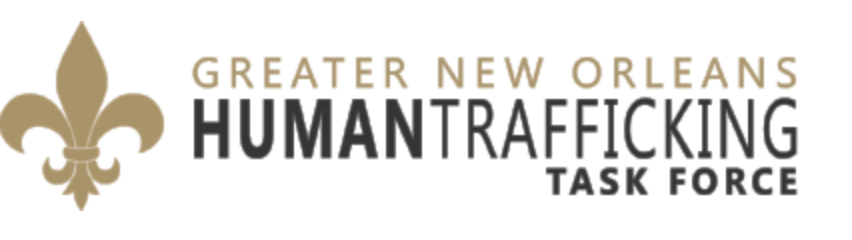 GREATER NEW ORLEANS
HUMANTRAFFICKING
TASK FORCE